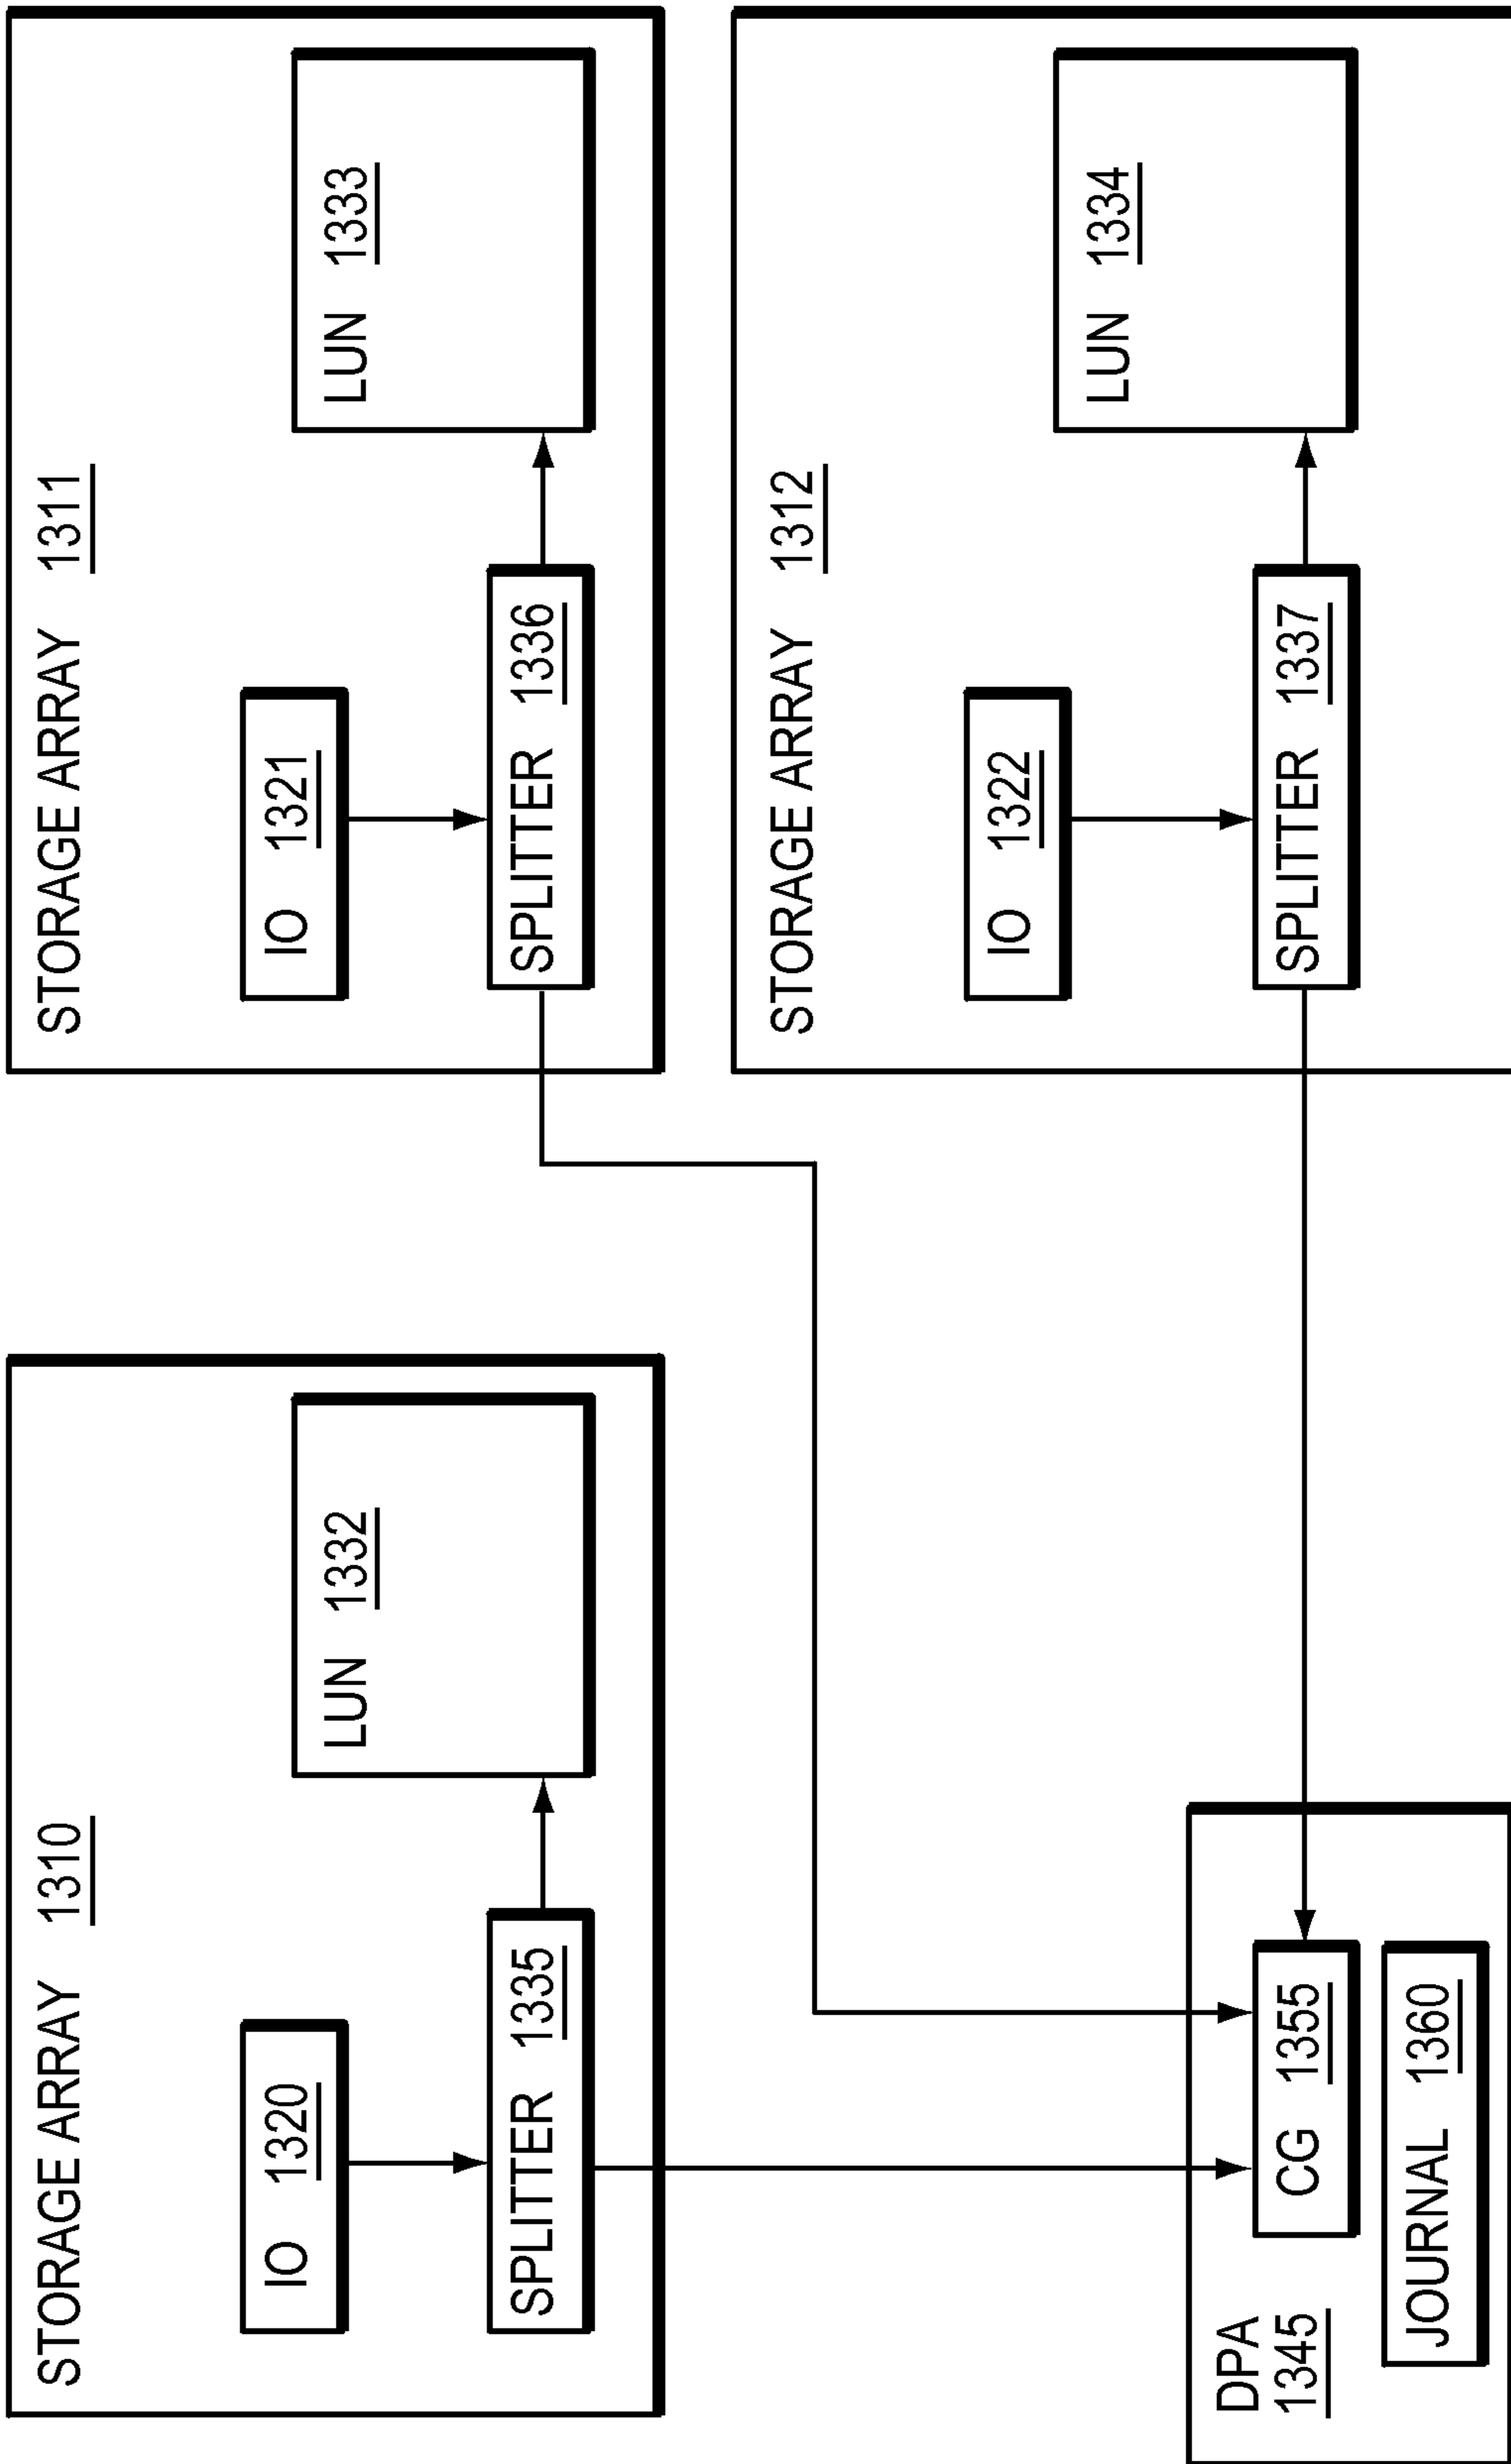 STORAGE ARRAY 1310
IO 1320
SPLITTER 1335
LUN 1332
STORAGE ARRAY 1311
IO 1321
SPLITTER 1336
LUN 1333
STORAGE ARRAY 1312
IO 1322
SPLITTER 1337
LUN 1334
DPA
1345
CG 1355
JOURNAL 1360